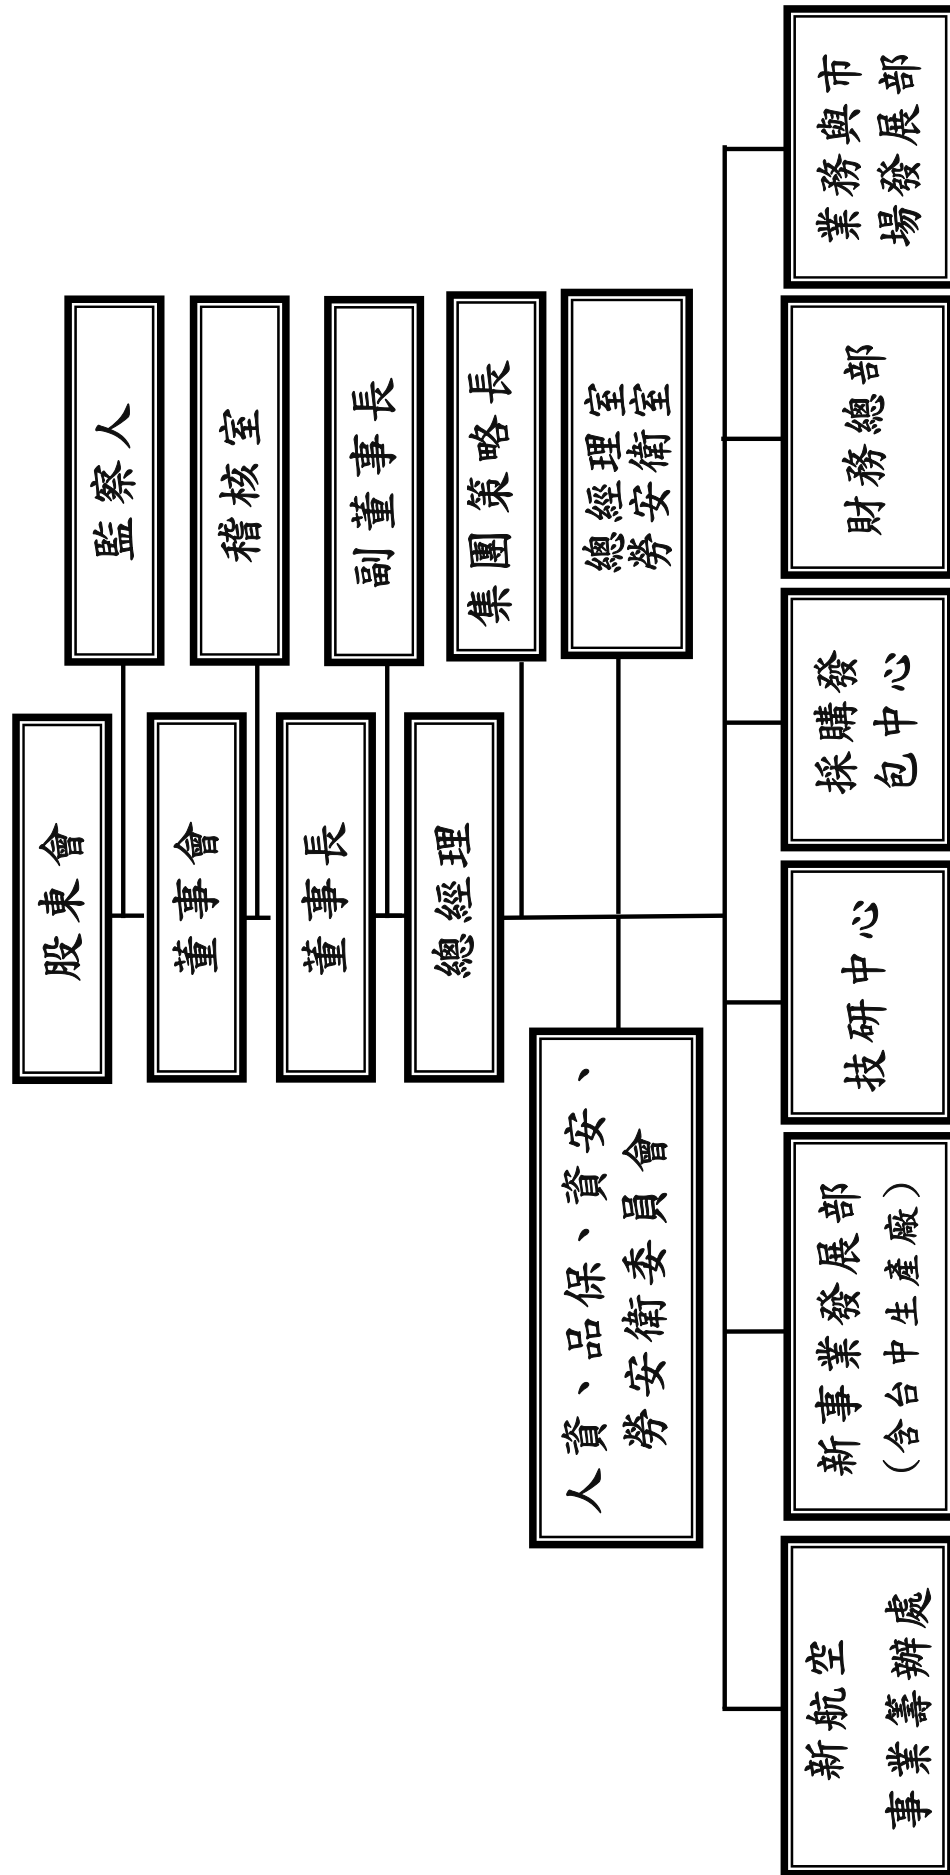 股東會
監察人
董事會
稽核室
董事長
副董事長
總經理
集團策略長
總經理室
勞安衛室
人資、品保、資安、
勞安衛委員會
新航空
事業籌辦處
新事業發展部
(含台中生產廠)
技研中心
採購發
包中心
財務總部
業務與市
場發展部